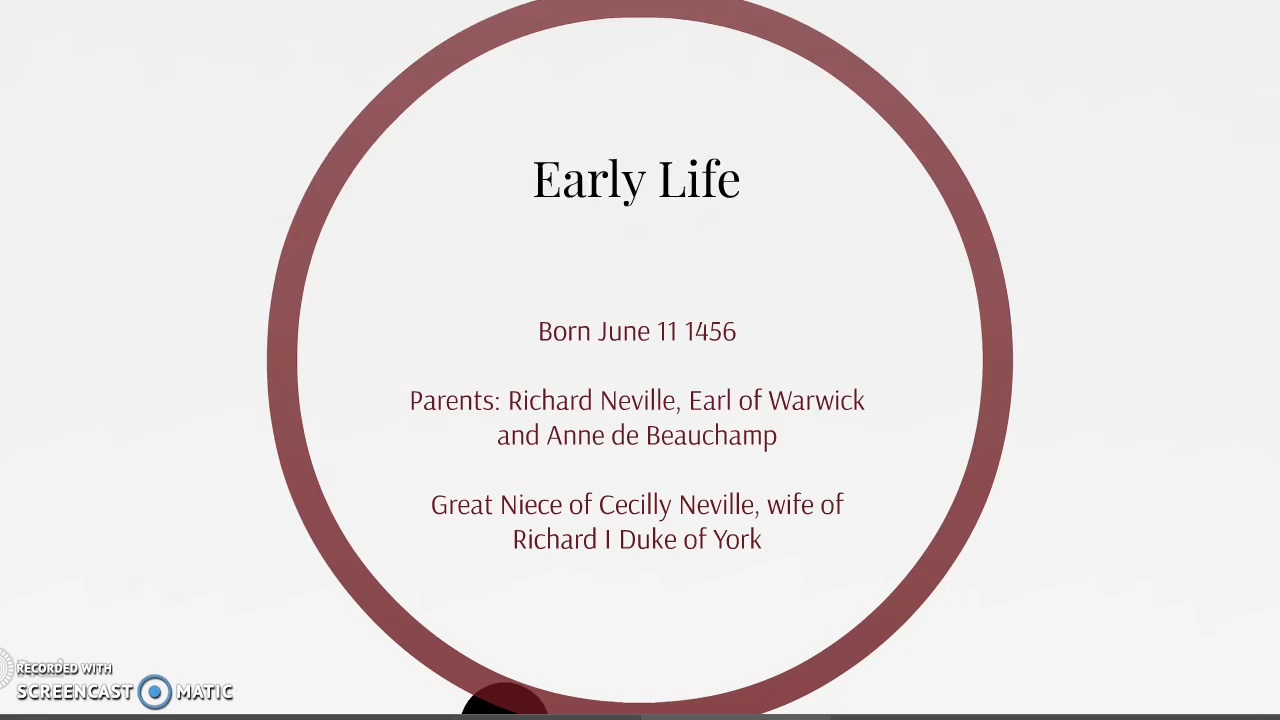 Early Life
Born June 11 1456
Parents: Richard Neville, Earl of Warwick
and Anne de Beauchamp
Great Niece of Cecilly Neville, wife of
Richard I Duke of York
RECORDED WITH
SCREENCAST MATIC